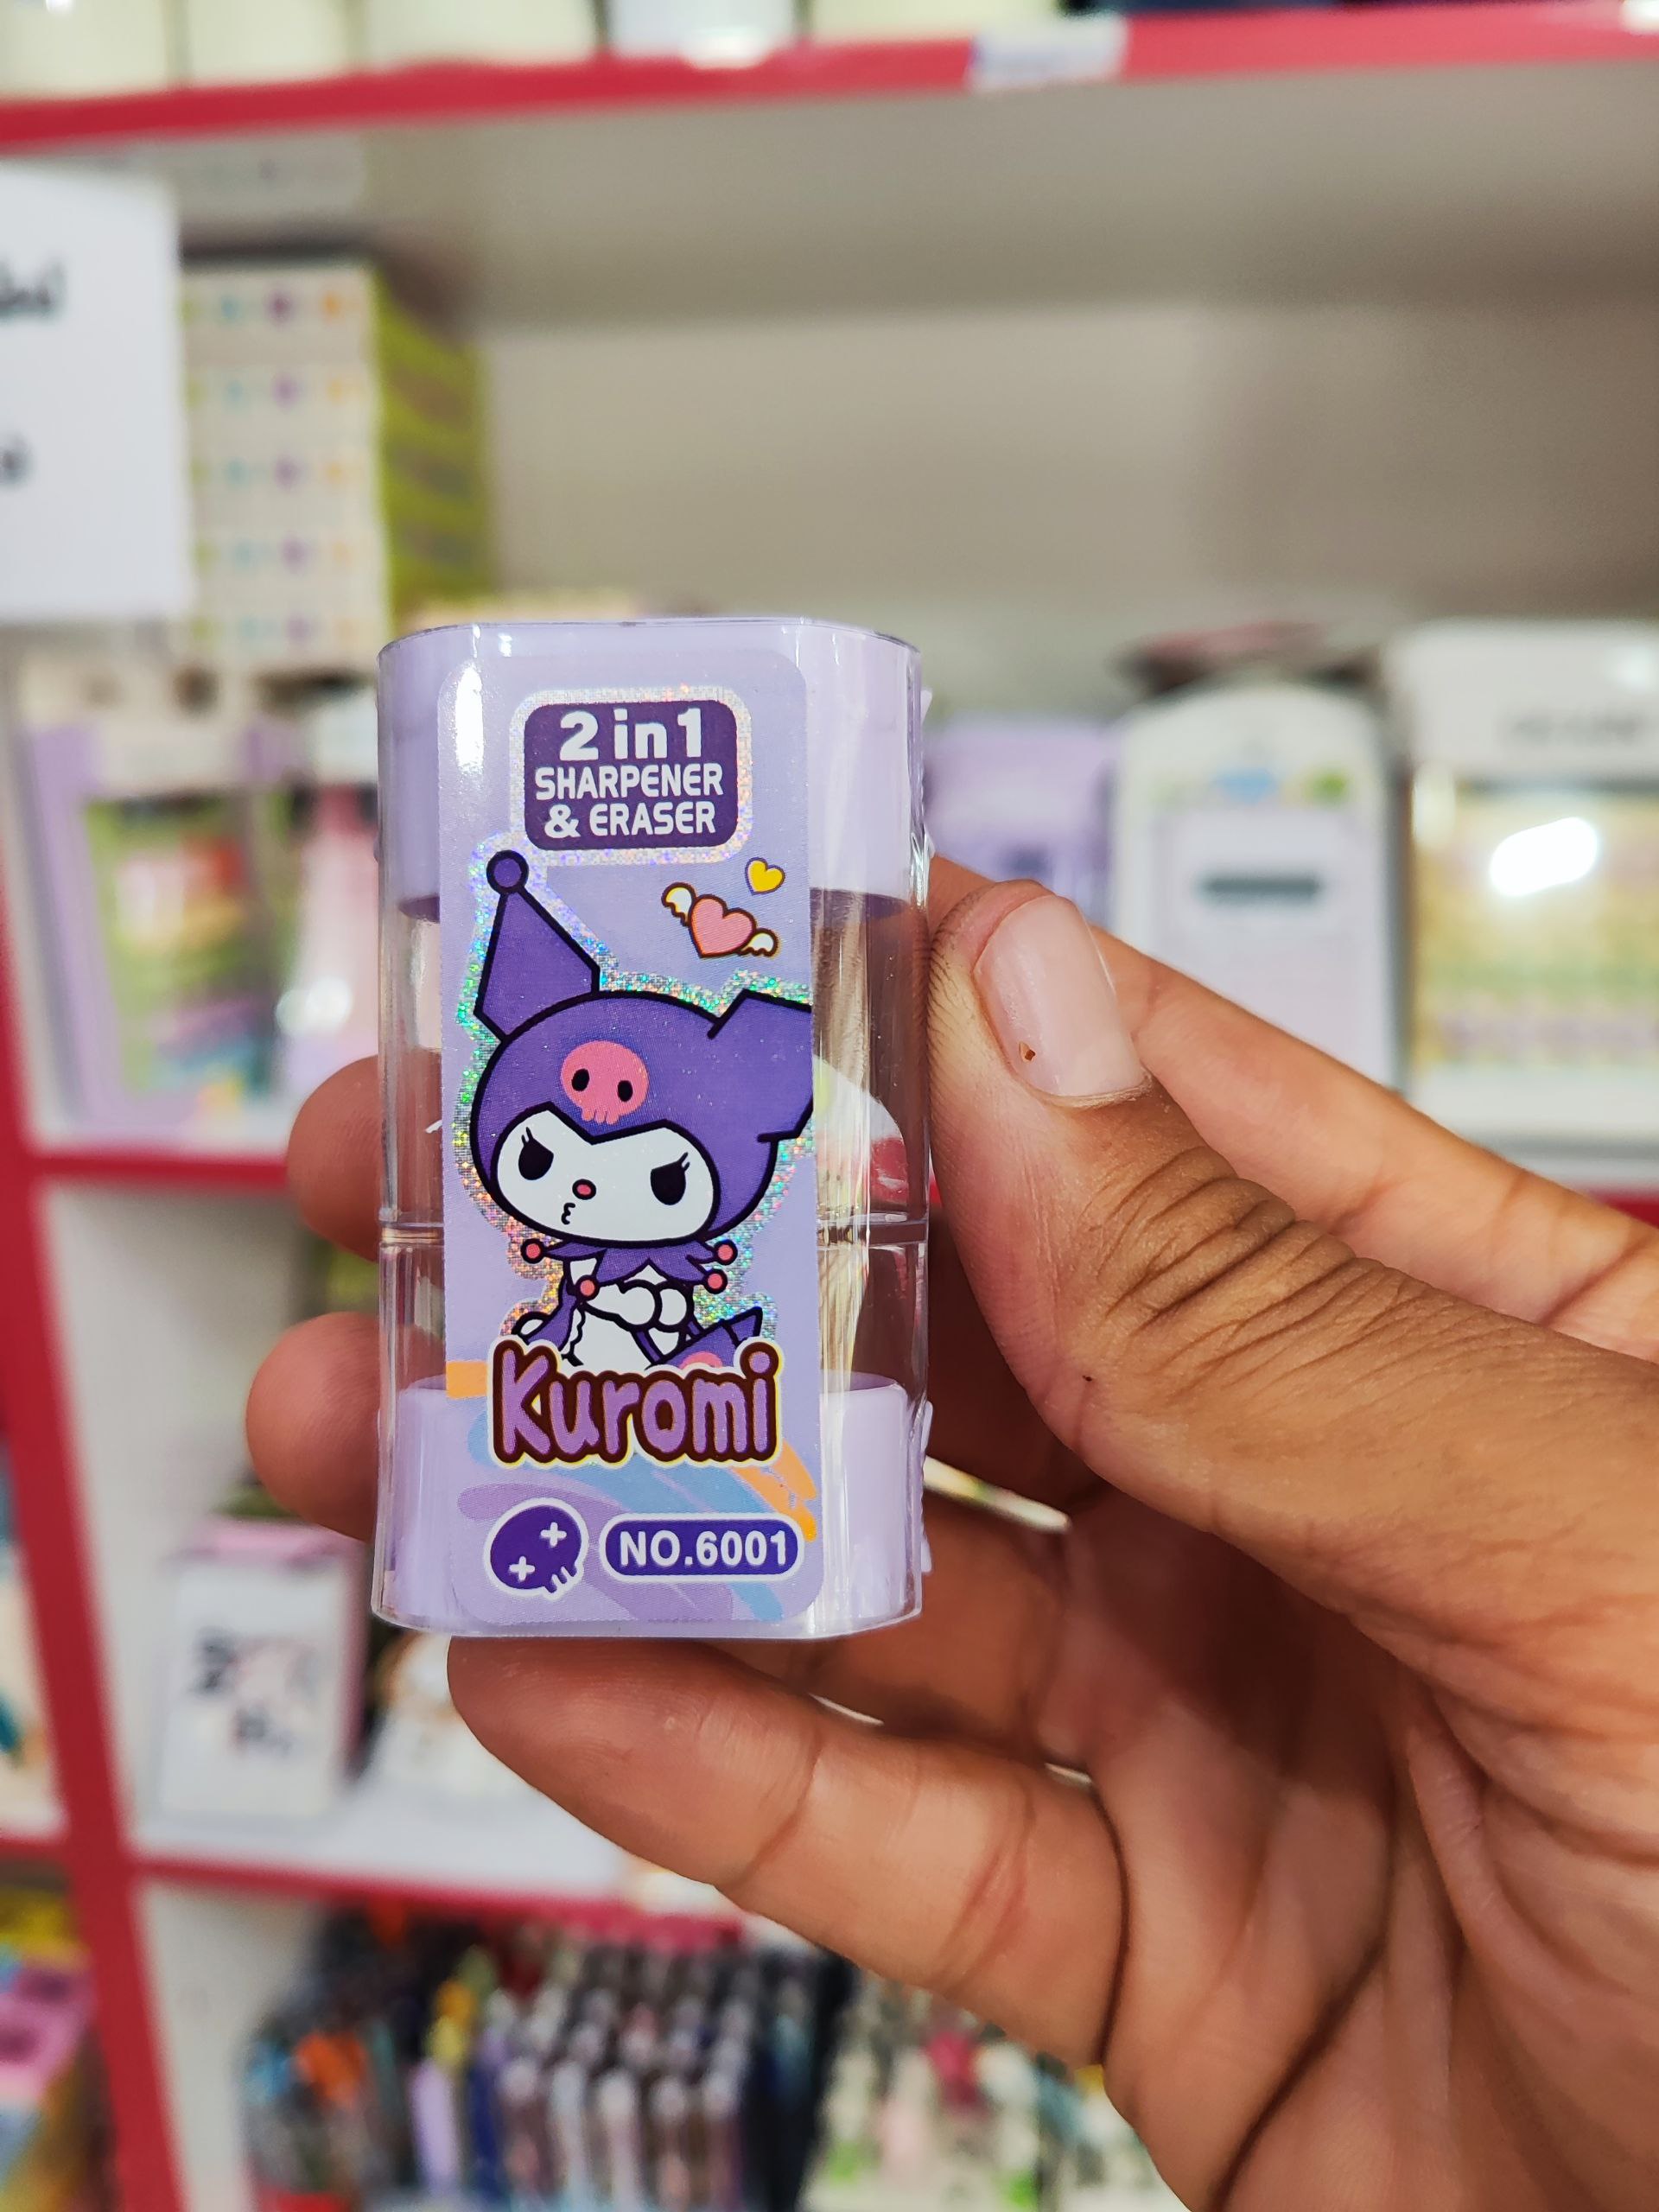 2 in 1
SHARPENER
& ERASER
Kuromi
NO.6001